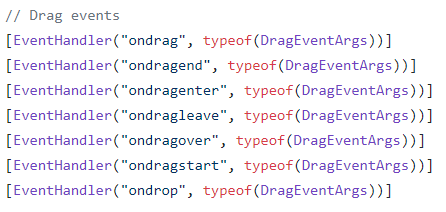 // Drag events
[EventHandler("ondrag", typeof(DragEventArgs))]
[EventHandler("ondragend", typeof(DragEventArgs))]
[EventHandler("ondragenter", typeof(DragEventArgs))]
[EventHandler("ondragleave", typeof(DragEventArgs))]
[EventHandler("ondragover", typeof(DragEventArgs))]
[EventHandler("ondragstart", typeof(DragEventArgs))]
[EventHandler("ondrop", typeof(DragEventArgs))]